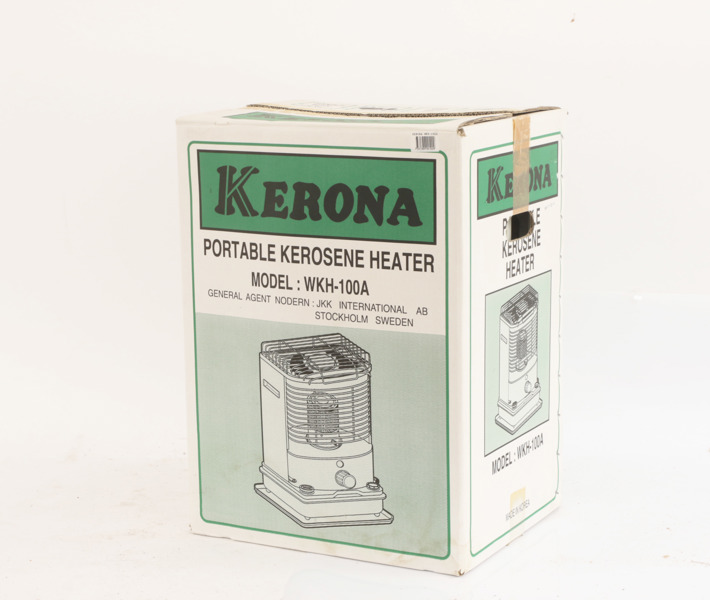 KERONA
PORTABLE KEROSENE HEATER
MODEL : WKH-100A
GENERAL AGENT NODERN : JKK INTERNATIONAL AB
STOCKHOLM SWEDEN
KERONA
KEROSENE
HEATER
MODEL : WKH-100A
MADE IN KOREA